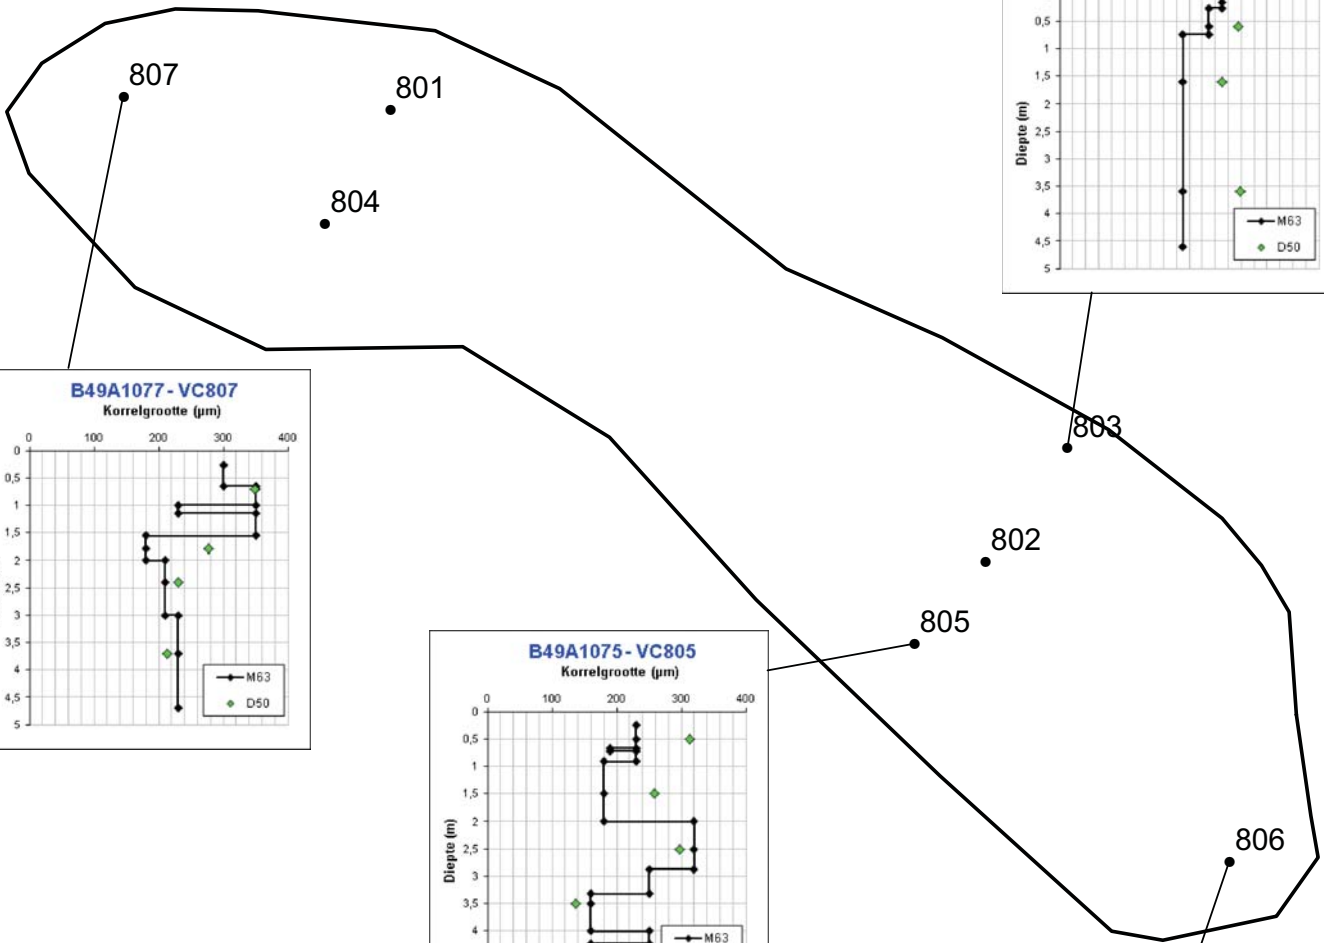 807
801
804
0,5
1
1,5
2
2,5
3
3,5
4
4,5
5
Diepte (m)
M63
D50
803
802
805
806
B49A1077 - VC807
Korrelgrootte (µm)
0 100 200 300 400
0
0,5
1
1,5
2
2,5
3
3,5
4
4,5
5
M63
D50
B49A1075 - VC805
Korrelgrootte (µm)
0 100 200 300 400
0
0,5
1
1,5
2
2,5
3
3,5
4
Diepte (m)
M63